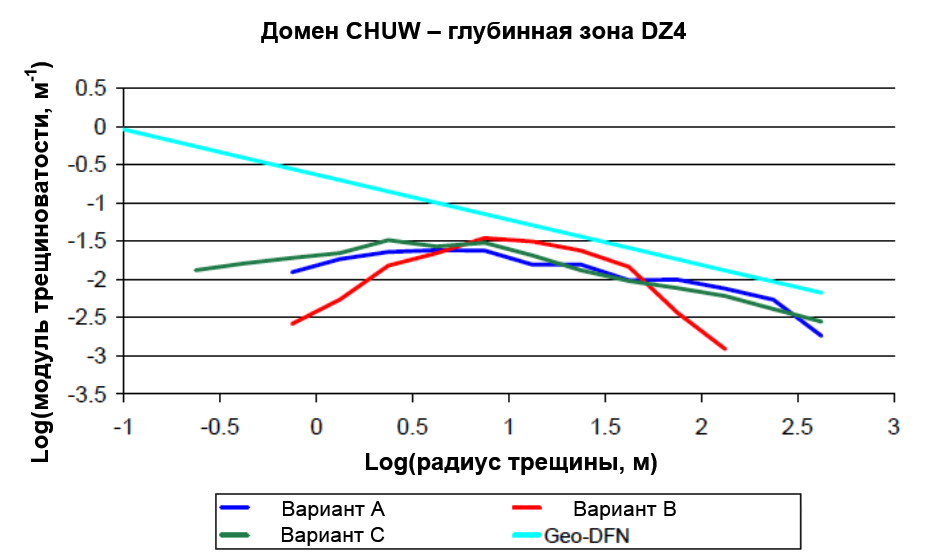 Домен CHUW – глубинная зона DZ4
Log(модуль трещиноватости, м-1)
0.5
0
-0.5
-1
-1.5
-2
-2.5
-3
-3.5
-1
-0.5
0
0.5
1
1.5
2
2.5
3
Log(радиус трещины, м)
Вариант A
Вариант B
Вариант C
Geo-DFN